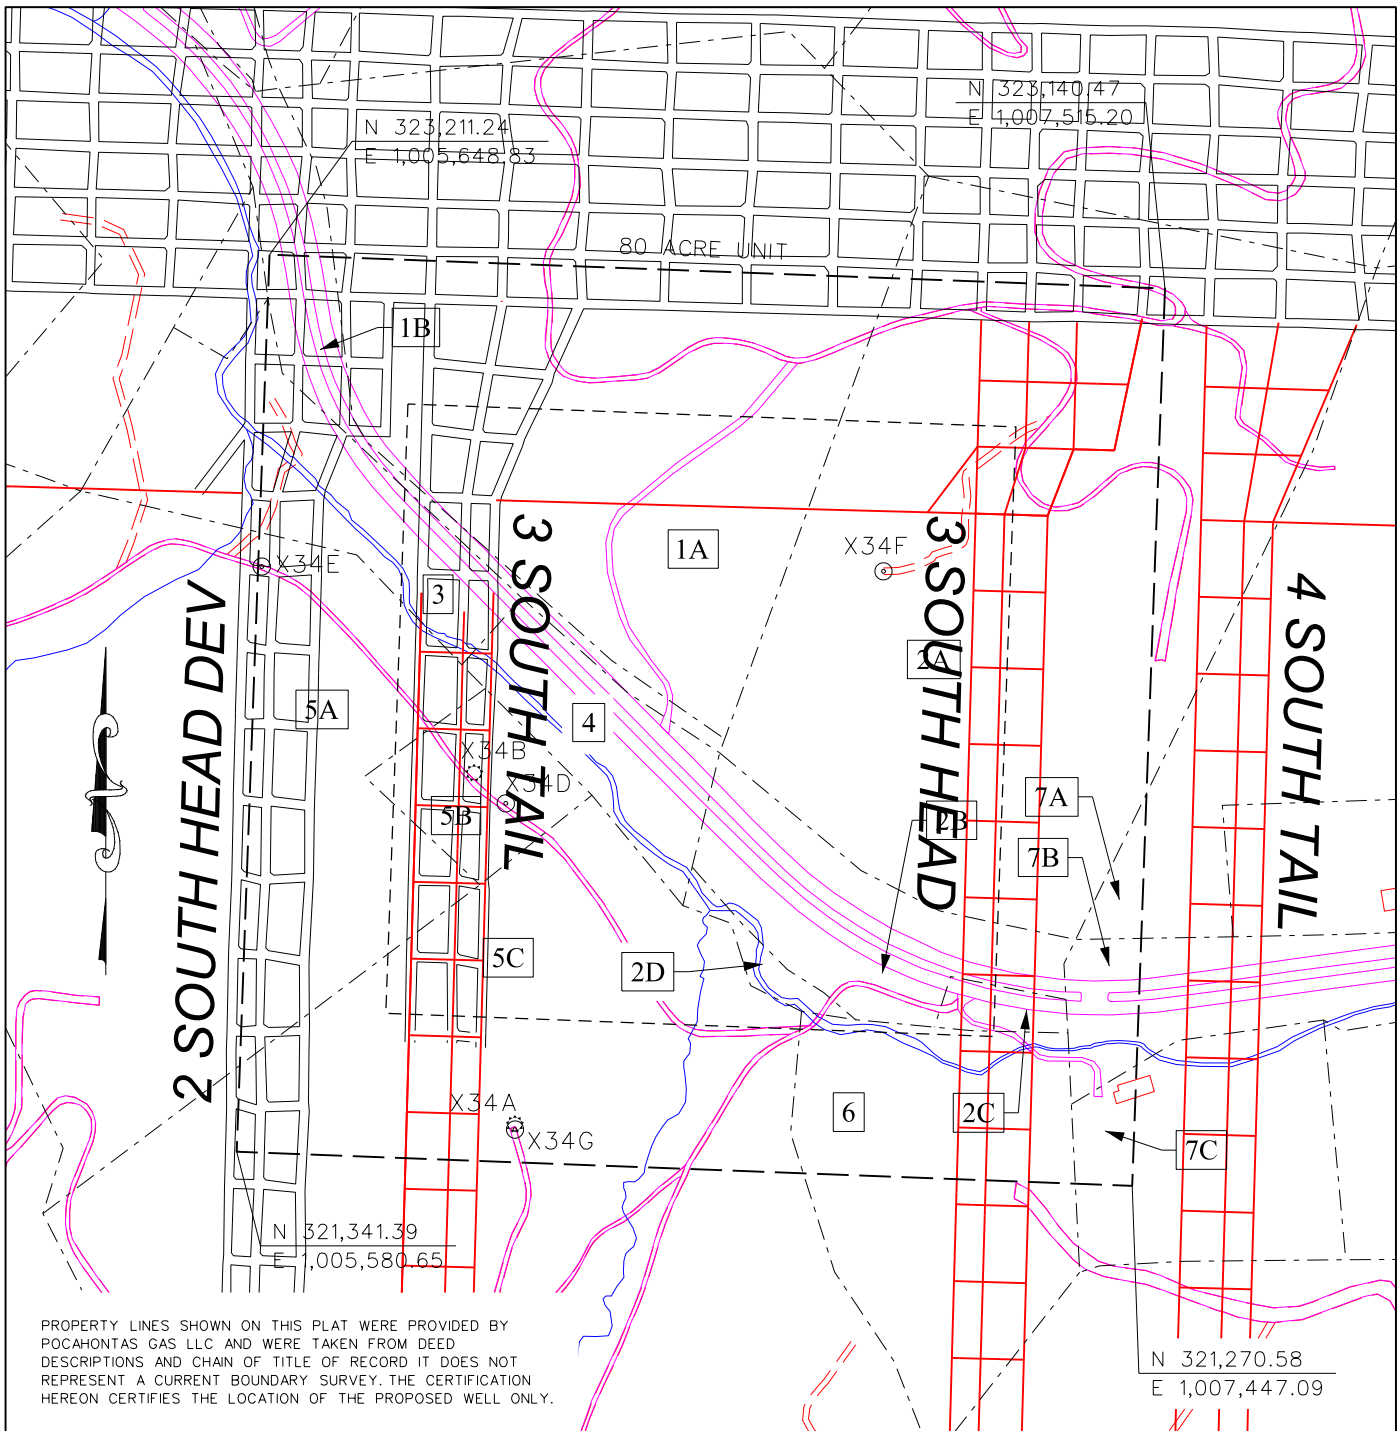 N 323,140.47
E 1,007,515.20
N 323,211.24
E 1,005,648.83
80 ACRE UNIT
1B
1A
X34F
X34E
3
2A
5A
4
X34B
X34D
5B
2B
7A
7B
5C
2D
2 SOUTH HEAD DEV
3 SOUTH TAIL
3 SOUTH HEAD
4 SOUTH TAIL
X34A
X34G
6
2C
7C
N 321,341.39
E 1,005,580.65
PROPERTY LINES SHOWN ON THIS PLAT WERE PROVIDED BY
POCAHONTAS GAS LLC AND WERE TAKEN FROM DEED
DESCRIPTIONS AND CHAIN OF TITLE OF RECORD IT DOES NOT
REPRESENT A CURRENT BOUNDARY SURVEY. THE CERTIFICATION
HEREON CERTIFIES THE LOCATION OF THE PROPOSED WELL ONLY.
N 321,270.58
E 1,007,447.09